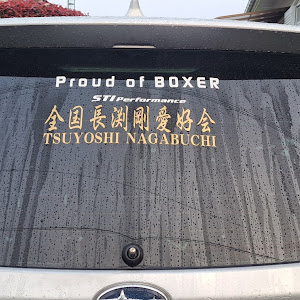 Proud of BOXER
STI Performance
全国長渕剛愛好会
TSUYOSHI NAGABUCHI